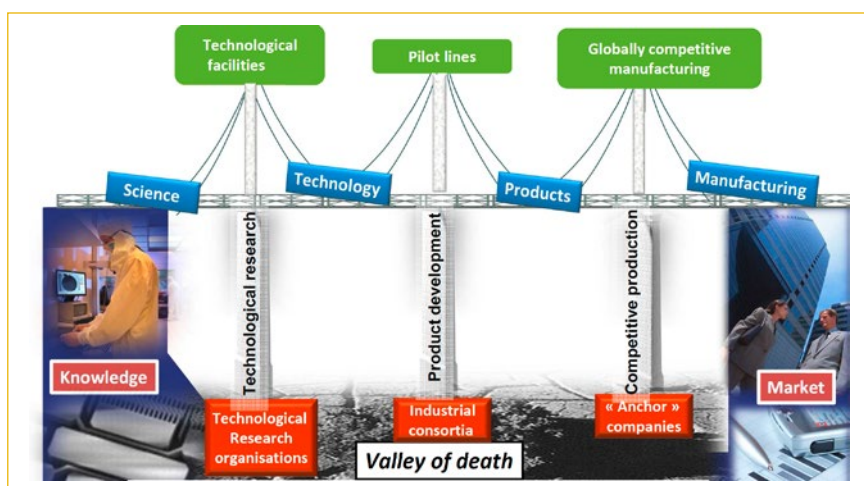 Technological
facilities
Pilot lines
Globally competitive
manufacturing
Science
Technology
Products
Manufacturing
Technological research
Product development
Competitive production
Knowledge
Market
Technological
Research
organisations
Industrial
consortia
« Anchor »
companies
Valley of death